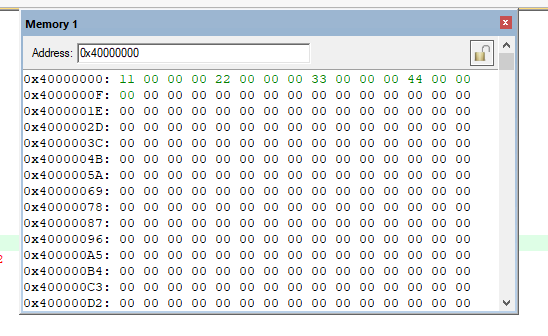 Memory 1
Address: 0x40000000
0x40000000: 11 00 00 00 22 00 00 00 33 00 00 00 44 00 00
0x4000000F: 00 00 00 00 00 00 00 00 00 00 00 00 00 00 00
0x4000001E: 00 00 00 00 00 00 00 00 00 00 00 00 00 00 00
0x4000002D: 00 00 00 00 00 00 00 00 00 00 00 00 00 00 00
0x4000003C: 00 00 00 00 00 00 00 00 00 00 00 00 00 00 00
0x4000004B: 00 00 00 00 00 00 00 00 00 00 00 00 00 00 00
0x4000005A: 00 00 00 00 00 00 00 00 00 00 00 00 00 00 00
0x40000069: 00 00 00 00 00 00 00 00 00 00 00 00 00 00 00
0x40000078: 00 00 00 00 00 00 00 00 00 00 00 00 00 00 00
0x40000087: 00 00 00 00 00 00 00 00 00 00 00 00 00 00 00
0x40000096: 00 00 00 00 00 00 00 00 00 00 00 00 00 00 00
0x400000A5: 00 00 00 00 00 00 00 00 00 00 00 00 00 00 00
0x400000B4: 00 00 00 00 00 00 00 00 00 00 00 00 00 00 00
0x400000C3: 00 00 00 00 00 00 00 00 00 00 00 00 00 00 00
0x400000D2: 00 00 00 00 00 00 00 00 00 00 00 00 00 00 00